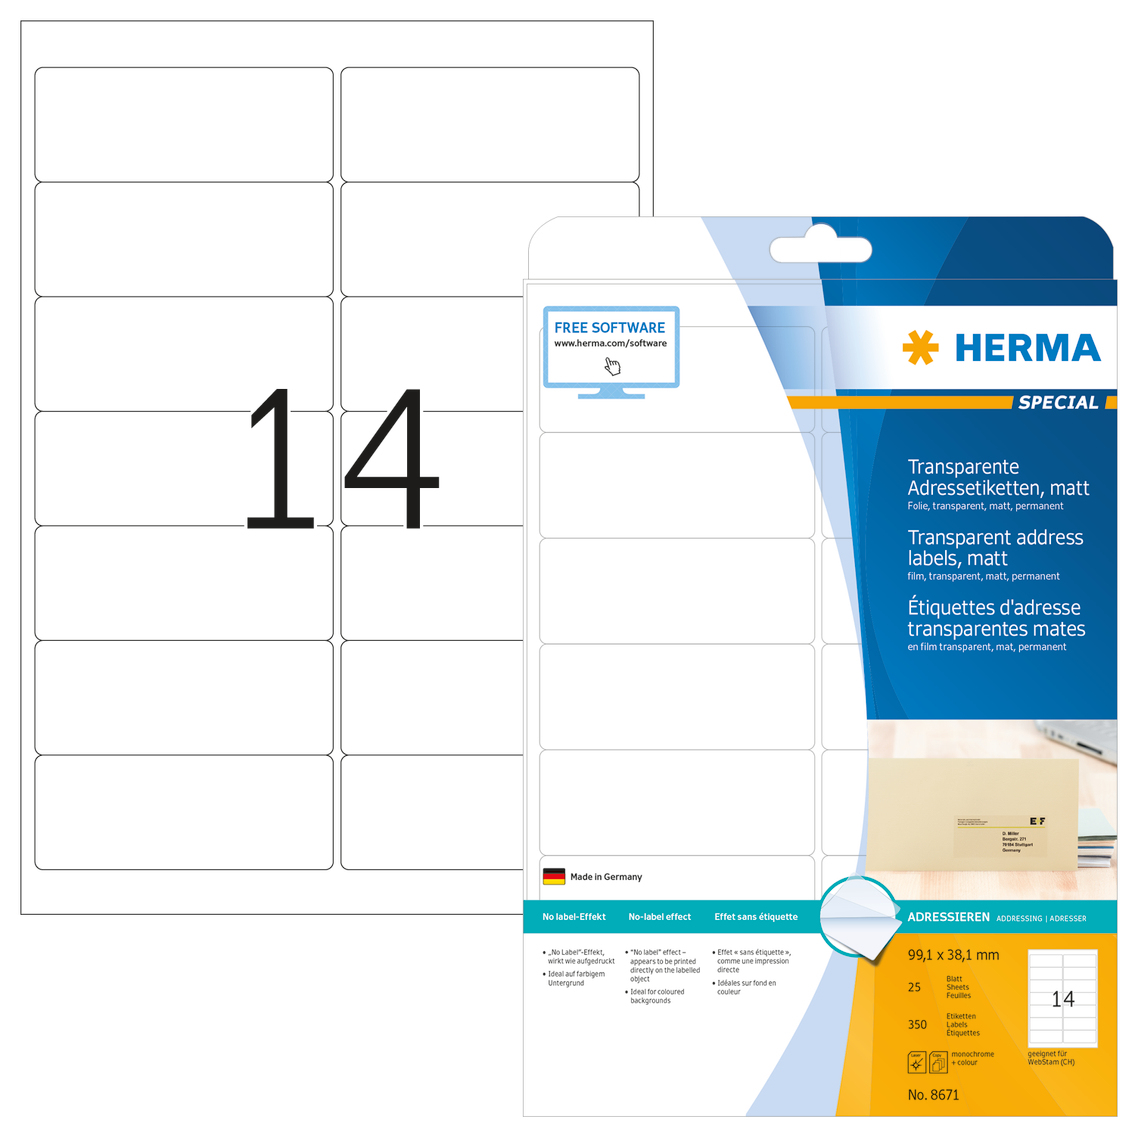 14
FREE SOFTWARE
www.herma.com/software
HERMA
SPECIAL
Transparente
Adressetiketten, matt
Folie, transparent, matt, permanent
Transparent address
labels, matt
film, transparent, matt, permanent
Étiquettes d'adresse
transparentes mates
en film transparent, mat, permanent
E F
D. Miller
Seegstr. 271
70184 Stuttgart
Germany
Made in Germany
No label-Effekt
No-label effect
Effet sans étiquette
ADRESSIEREN ADDRESSING | ADRESSER
• „No Label"-Effekt,
wirkt wie aufgedruckt
• Ideal auf farbigem
Untergrund
• "No label" effect –
appears to be printed
directly on the labelled
object
• Ideal for coloured
backgrounds
• Effet « sans étiquette »,
comme une impression
directe
• Idéales sur fond en
couleur
99,1 x 38,1 mm
25
Blatt
Sheets
Feuilles
350
Etiketten
Labels
Étiquettes
14
Laser
Copy
monochrome
+ colour
geeignet für
WebStam (CH)
No. 8671